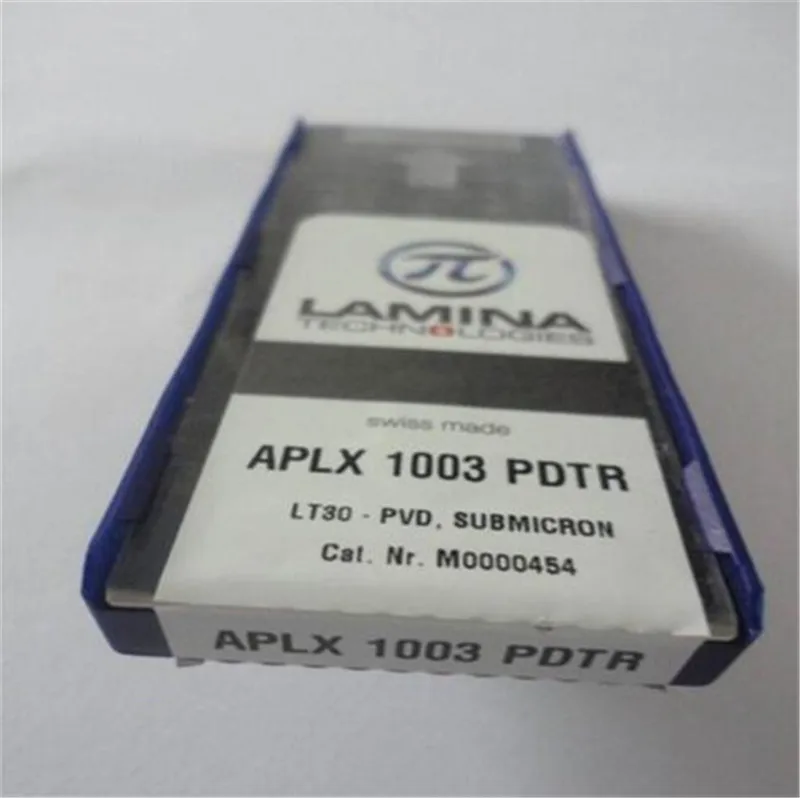 π
LAMINA
TECHNOLOGIES
swiss made
APLX 1003 PDTR
LT30 - PVD, SUBMICRON
Cat. Nr. M0000454
APLX 1003 PDTR